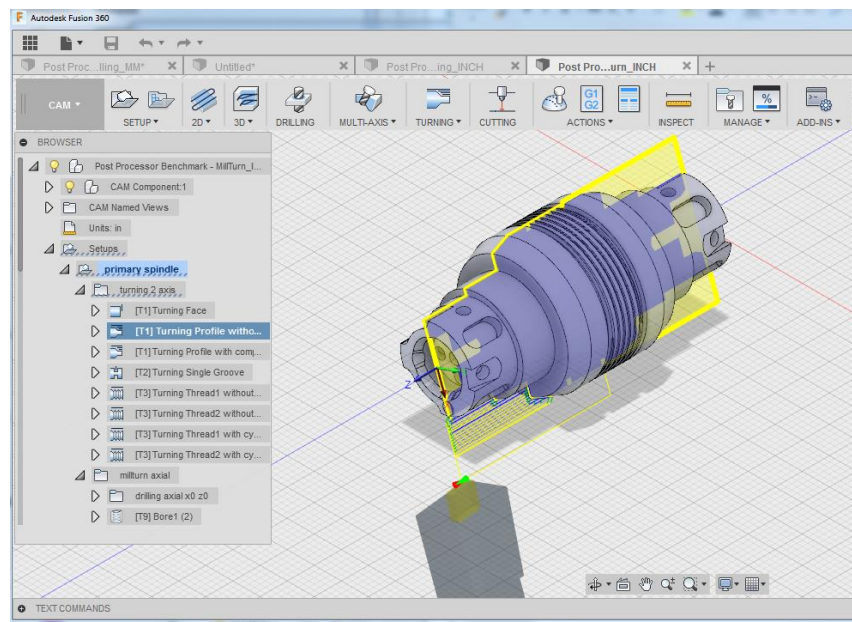 Autodesk Fusion 360
Post Proc...lling_MM* Untitled* Post Pro...ing_INCH Post Pro...urn_INCH
CAM
G1
G2
%
SETUP 2D 3D DRILLING MULTI-AXIS TURNING CUTTING ACTIONS INSPECT MANAGE ADD-INS
BROWSER
Post Processor Benchmark - MillTurn_I...
CAM Component:1
CAM Named Views
Units: in
Setups
primary spindle
turning 2 axis
[T1] Turning Face
[T1] Turning Profile witho...
[T1] Turning Profile with comp...
[T2] Turning Single Groove
[T3] Turning Thread1 without...
[T3] Turning Thread2 without...
[T3] Turning Thread1 with cy...
[T3] Turning Thread2 with cy...
millturn axial
drilling axial x0 z0
[T9] Bore1 (2)
Z
TEXT COMMANDS